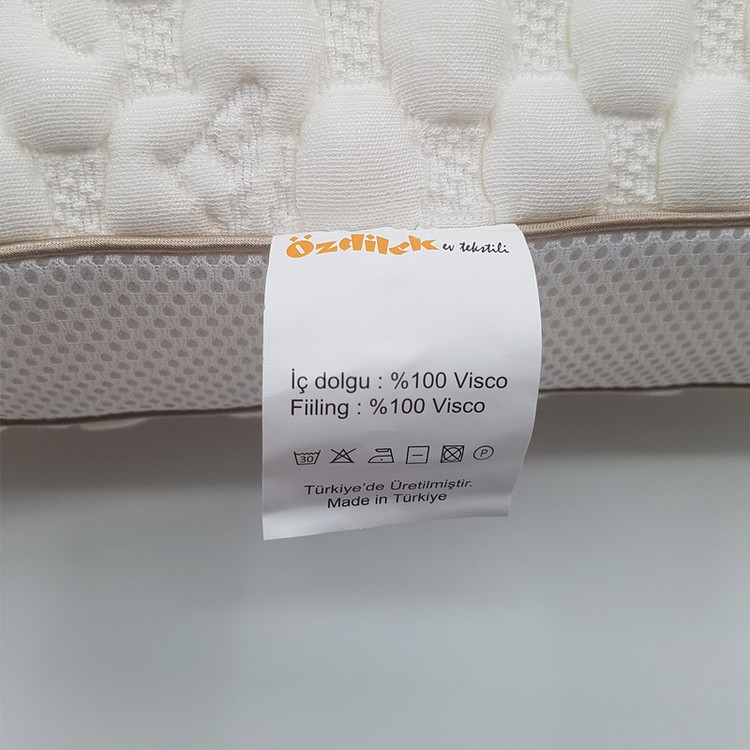 özdilek ev tekstili
İç dolgu : %100 Visco
Fiiling : %100 Visco
30 P
Türkiye'de Üretilmiştir.
Made in Türkiye